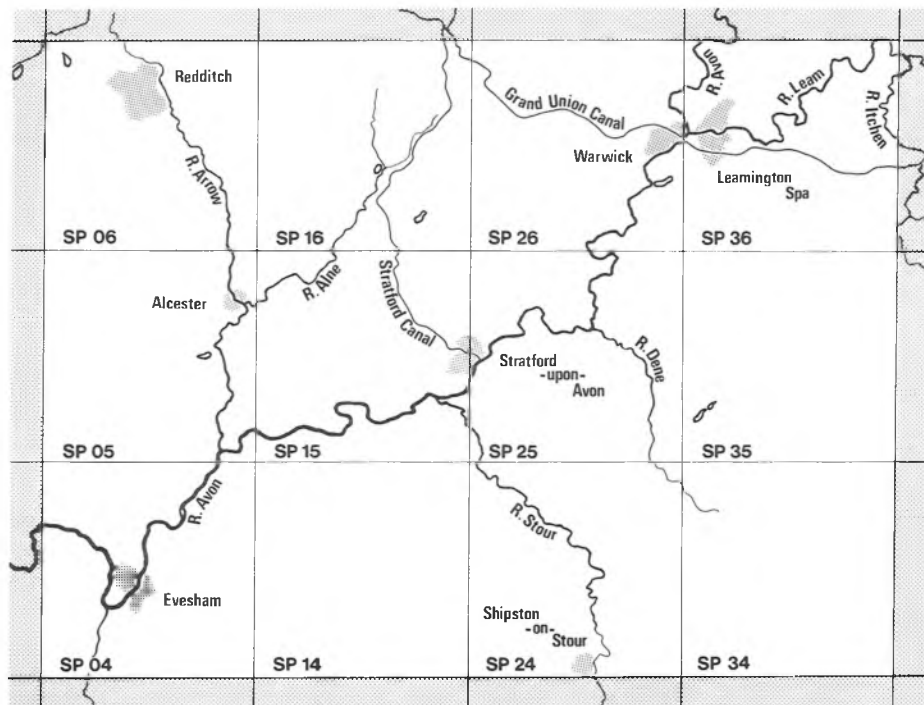 Redditch
R. Arrow
SP 06
SP 16
Grand Union Canal
R. Avon
R. Leam
R. Itchen
Warwick
Leamington
Spa
SP 26
SP 36
Alcester
R. Alne
Stratford Canal
Stratford
-upon-
Avon
R. Dene
SP 05
SP 15
SP 25
SP 35
R. Avon
R. Stour
Evesham
Shipston
-on-
Stour
SP 04
SP 14
SP 24
SP 34